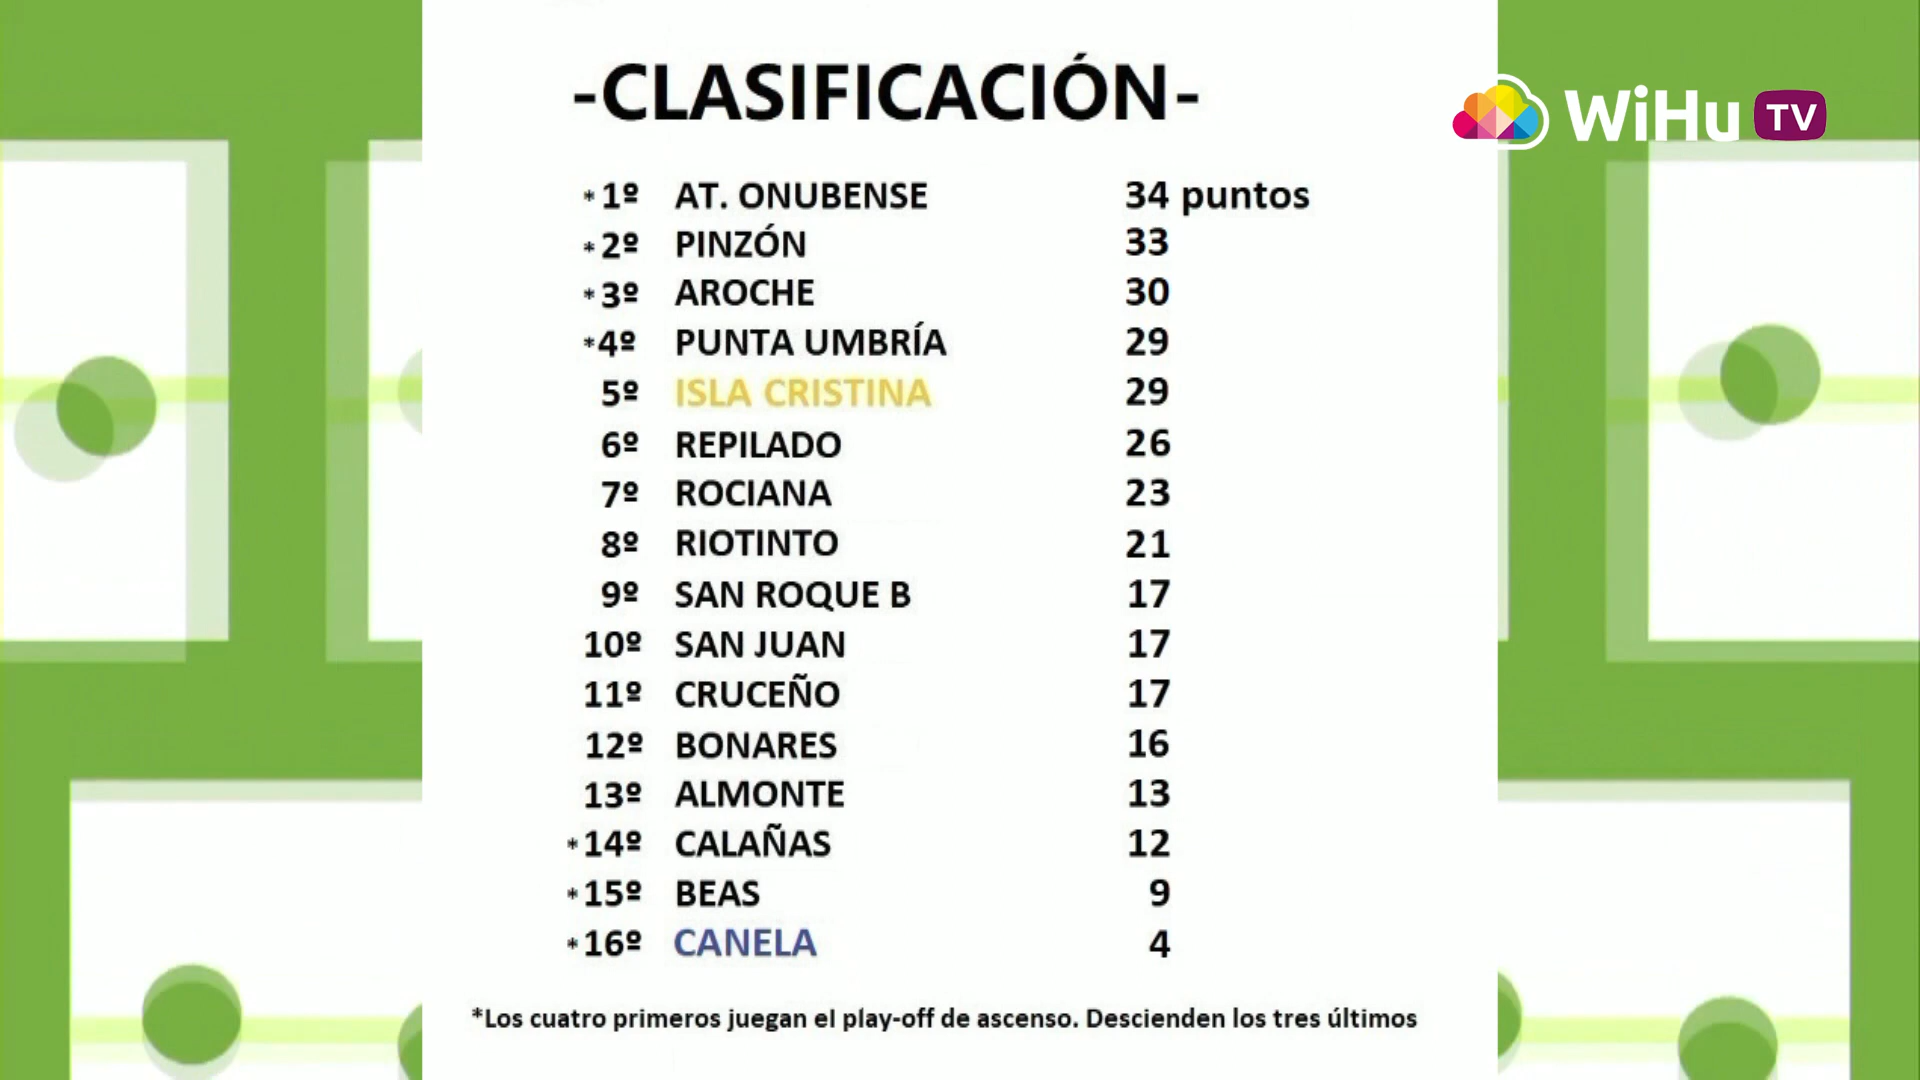 -CLASIFICACIÓN-
WiHu TV
*1º AT. ONUBENSE 34 puntos
*2º PINZÓN 33
*3º AROCHE 30
*4º PUNTA UMBRÍA 29
5º ISLA CRISTINA 29
6º REPILADO 26
7º ROCIANA 23
8º RIOTINTO 21
9º SAN ROQUE B 17
10º SAN JUAN 17
11º CRUCEÑO 17
12º BONARES 16
13º ALMONTE 13
*14º CALAÑAS 12
*15º BEAS 9
*16º CANELA 4
*Los cuatro primeros juegan el play-off de ascenso. Descienden los tres últimos